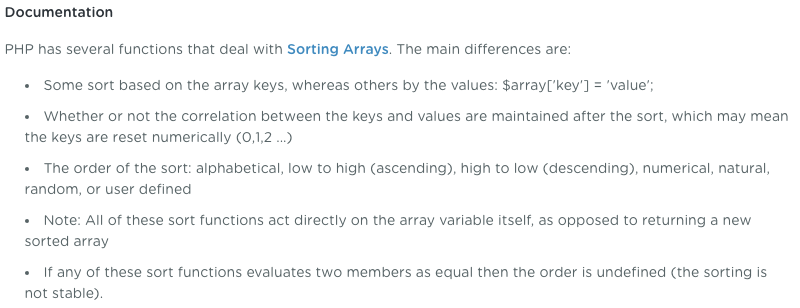 Documentation
PHP has several functions that deal with Sorting Arrays. The main differences are:
• Some sort based on the array keys, whereas others by the values: $array['key'] = 'value';
• Whether or not the correlation between the keys and values are maintained after the sort, which may mean
the keys are reset numerically (0,1,2 ...)
• The order of the sort: alphabetical, low to high (ascending), high to low (descending), numerical, natural,
random, or user defined
• Note: All of these sort functions act directly on the array variable itself, as opposed to returning a new
sorted array
• If any of these sort functions evaluates two members as equal then the order is undefined (the sorting is
not stable).